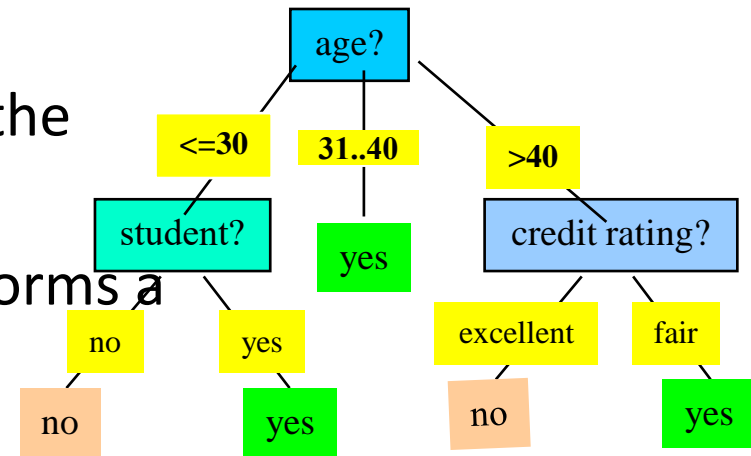 age?
the
<=30 31..40 >40
student? yes credit rating?
orms a
no yes excellent fair
no yes no yes